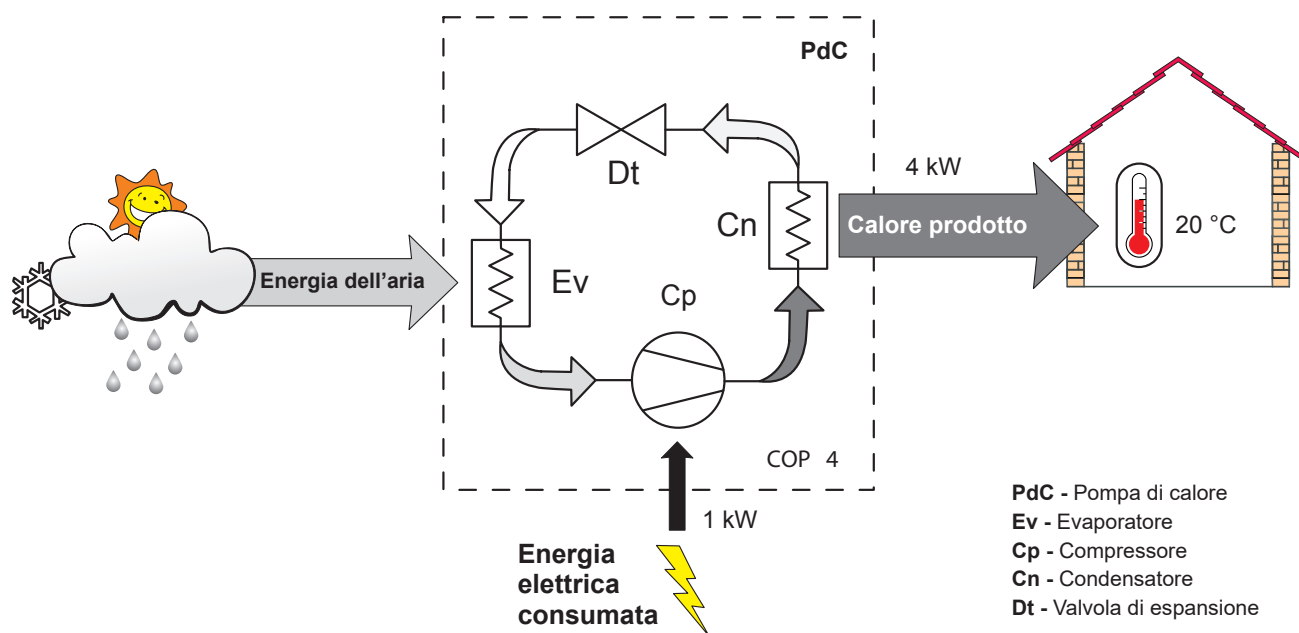 PdC
Dt
4 kW
Cn
Calore prodotto
20 °C
Energia dell'aria
Ev
Cp
COP 4
1 kW
Energia
elettrica
consumata
PdC - Pompa di calore
Ev - Evaporatore
Cp - Compressore
Cn - Condensatore
Dt - Valvola di espansione